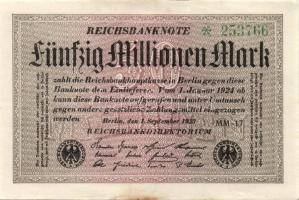 REICHSBANKNOTE
* 253766
Fünfzig Millionen Mark
zahlt die Reichsbankhauptkasse in Berlin gegen diese
Banknote dem Einlieferer. Vom 1. Januar 1924 ab
kann diese Banknote aufgerufen und unter Umtausch
gegen andere gesetzliche Zahlungsmittel eingezogen
werden
Berlin, den 1. September 1923
MM-17
REICHSBANKDIREKTORIUM